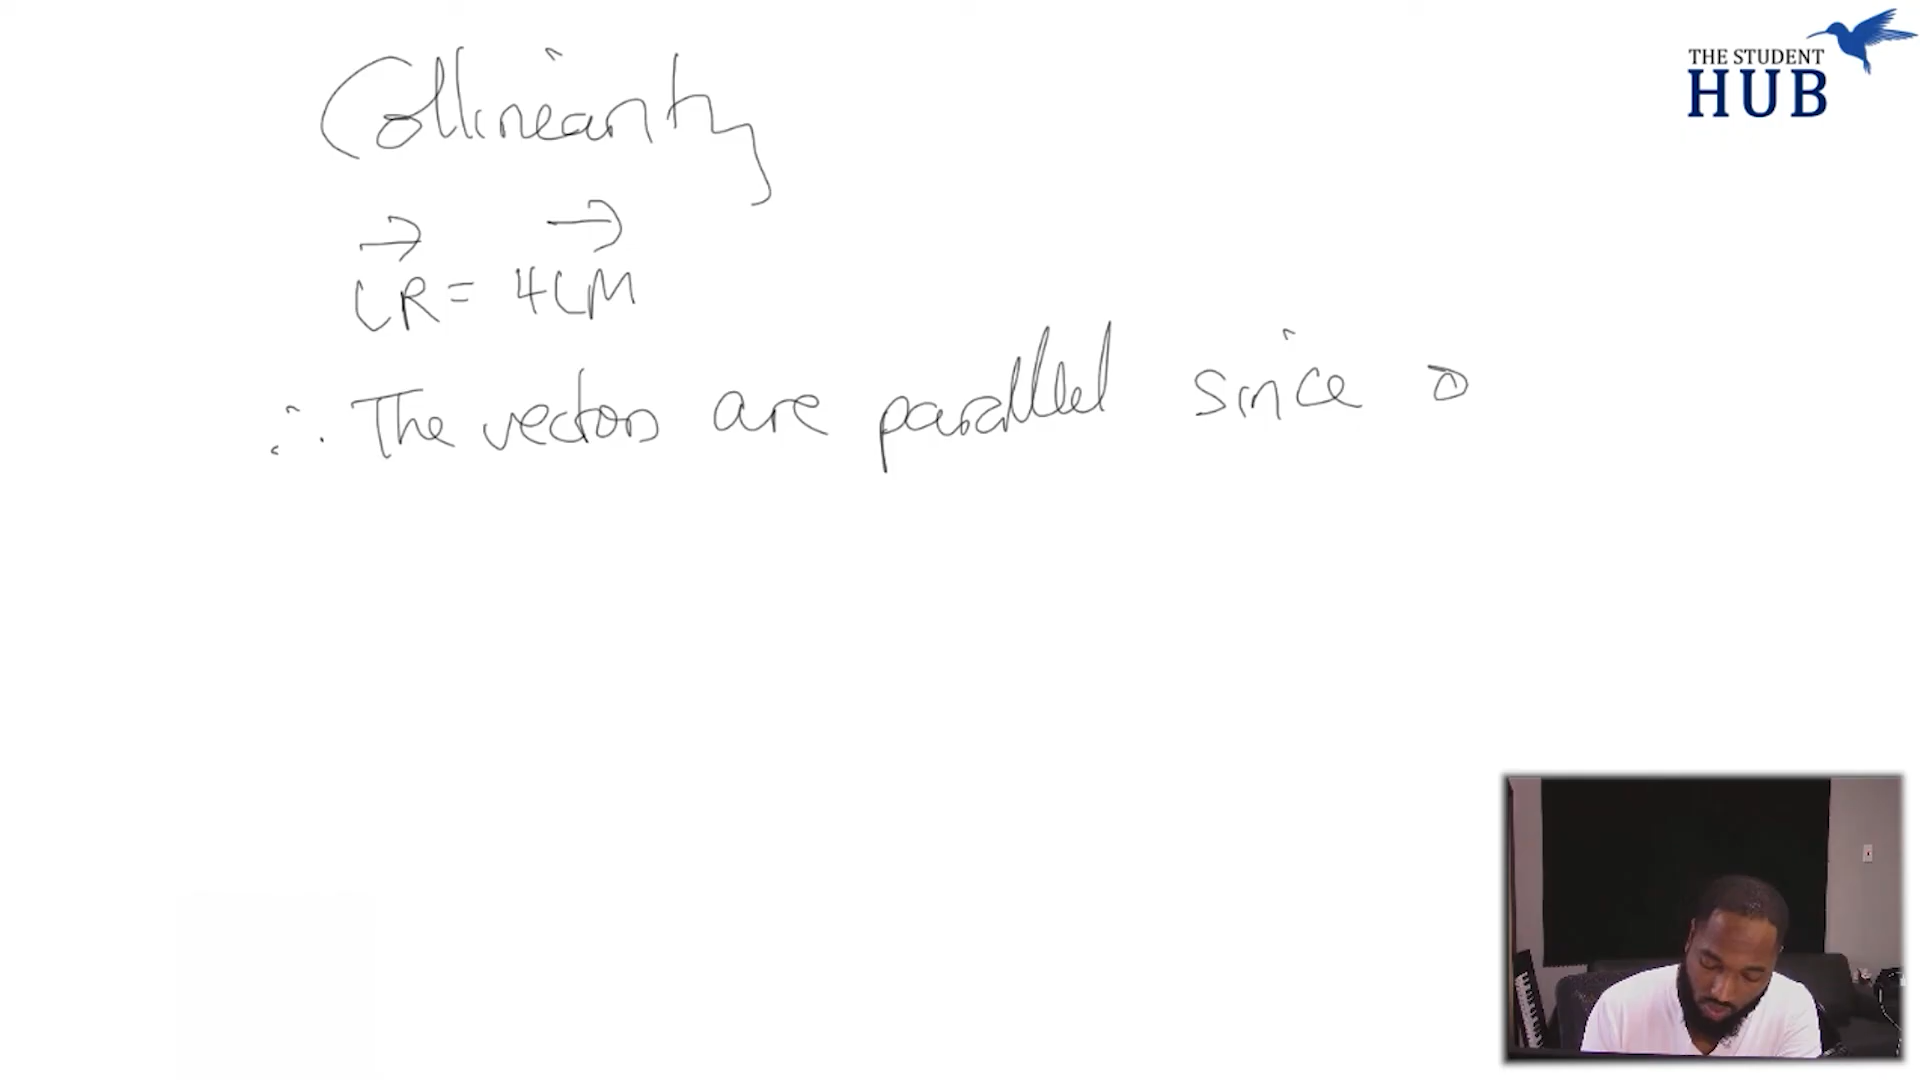 THE STUDENT
HUB
Collinearity
→ →
LR = 4LM
∴ The vectors are parallel since o